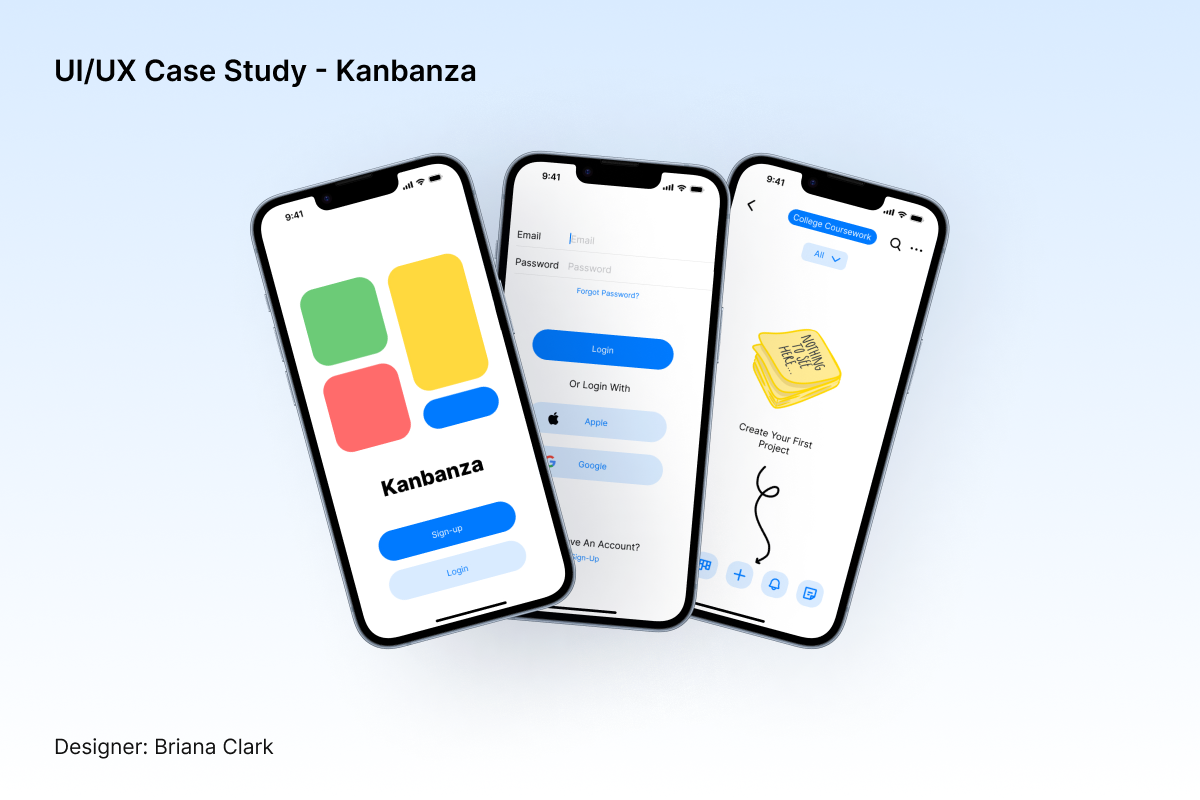 UI/UX Case Study - Kanbanza
9:41
Kanbanza
Sign-up
Login
9:41
Email
Email
Password
Password
Forgot Password?
Login
Or Login With
Apple
Google
Have An Account?
Sign-Up
9:41
College Coursework
All
NOTHING
TO SEE
HERE...
Create Your First
Project
Designer: Briana Clark